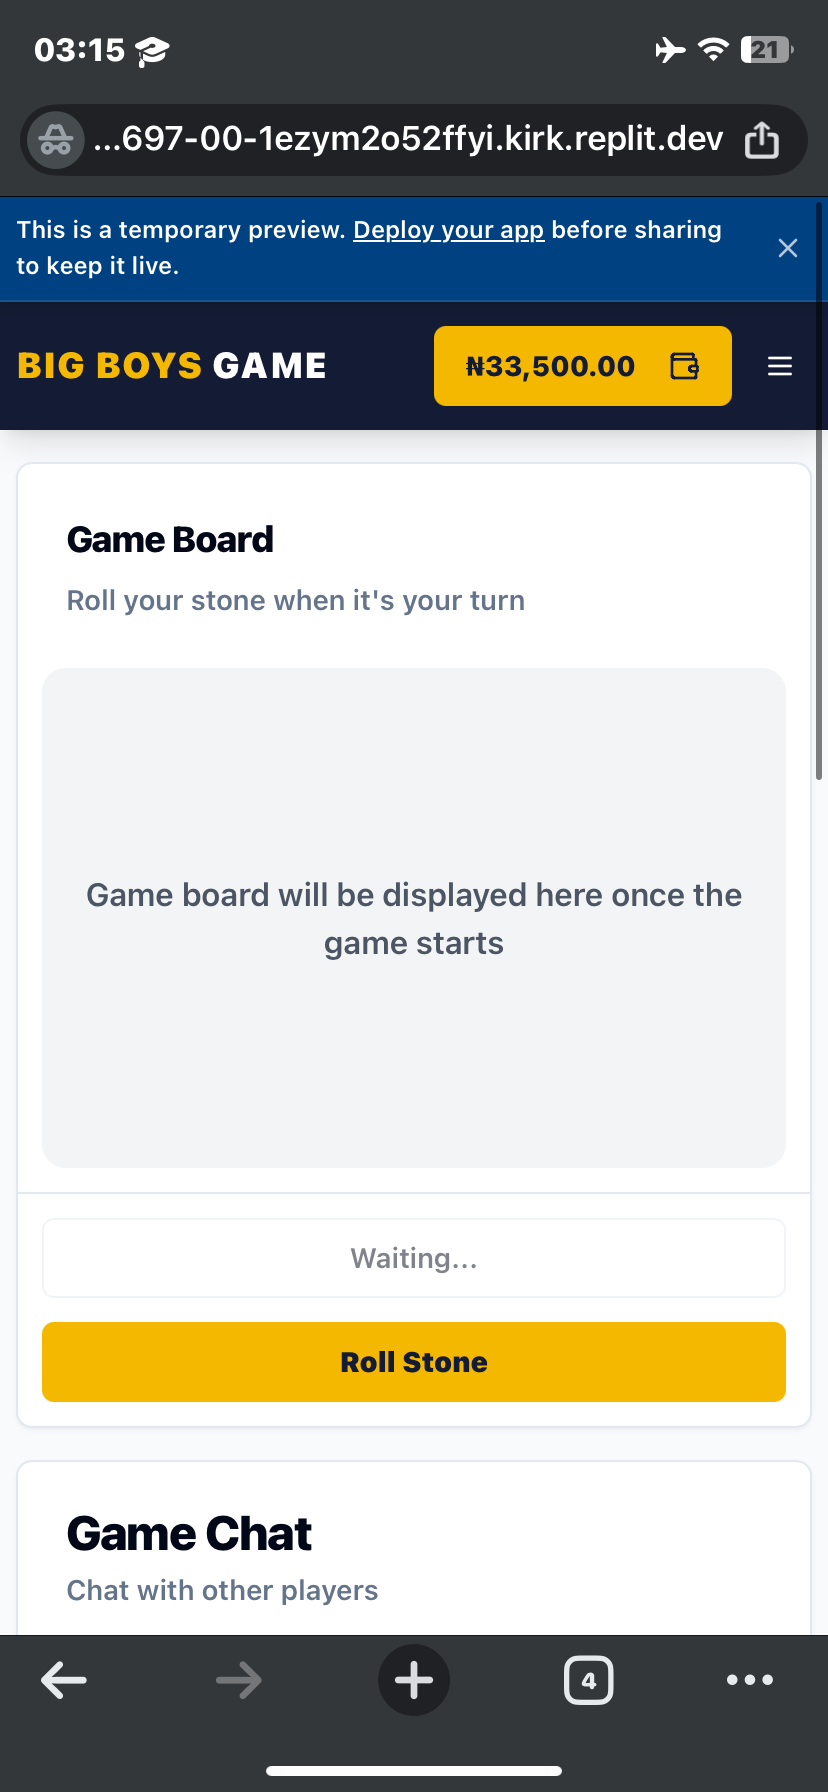 03:15
21
...697-00-1ezym2o52ffyi.kirk.replit.dev
This is a temporary preview. Deploy your app before sharing
to keep it live.
BIG BOYS GAME
₦33,500.00
Game Board
Roll your stone when it's your turn
Game board will be displayed here once the
game starts
Waiting...
Roll Stone
Game Chat
Chat with other players
4